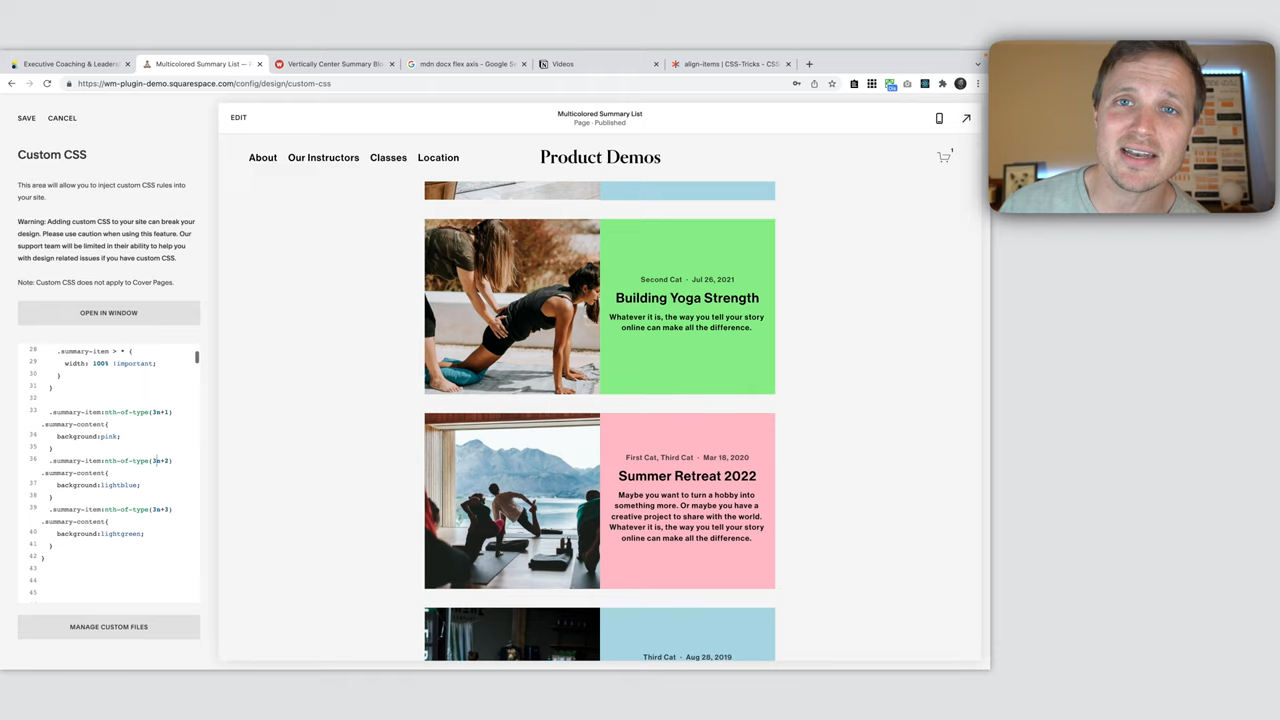 Executive Coaching & Leaders
Multicolored Summary List —
Vertically Center Summary Blo
mdn docx flex axis - Google S
Videos
align-items | CSS-Tricks - CSS
https://wm-plugin-demo.squarespace.com/config/design/custom-css
SAVE
CANCEL
EDIT
Multicolored Summary List
Page · Published
Custom CSS
This area will allow you to inject custom CSS rules into
your site.
Warning: Adding custom CSS to your site can break your
design. Please use caution when using this feature. Our
support team will be limited in their ability to help you
with design related issues if you have custom CSS.
Note: Custom CSS does not apply to Cover Pages.
OPEN IN WINDOW
28
29 .summary-item > * {
30 width: 100% !important;
31 }
32 }
33 .summary-item:nth-of-type(3n+1)
.summary-content{
34 background:pink;
35 }
36 .summary-item:nth-of-type(3n+2)
.summary-content{
37 background:lightblue;
38 }
39 .summary-item:nth-of-type(3n+3)
.summary-content{
40 background:lightgreen;
41 }
42 }
43
44
45
MANAGE CUSTOM FILES
About
Our Instructors
Classes
Location
Product Demos
1
Second Cat · Jul 26, 2021
Building Yoga Strength
Whatever it is, the way you tell your story
online can make all the difference.
First Cat, Third Cat · Mar 18, 2020
Summer Retreat 2022
Maybe you want to turn a hobby into
something more. Or maybe you have a
creative project to share with the world.
Whatever it is, the way you tell your story
online can make all the difference.
Third Cat · Aug 28, 2019